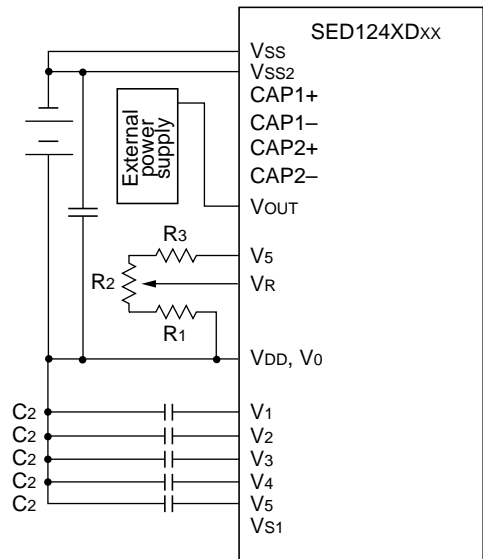 SED124XDXX
VSS
VSS2
CAP1+
CAP1–
CAP2+
CAP2–
External power supply
VOUT
R3
V5
R2
VR
R1
VDD, V0
C2
V1
C2
V2
C2
V3
C2
V4
C2
V5
VS1